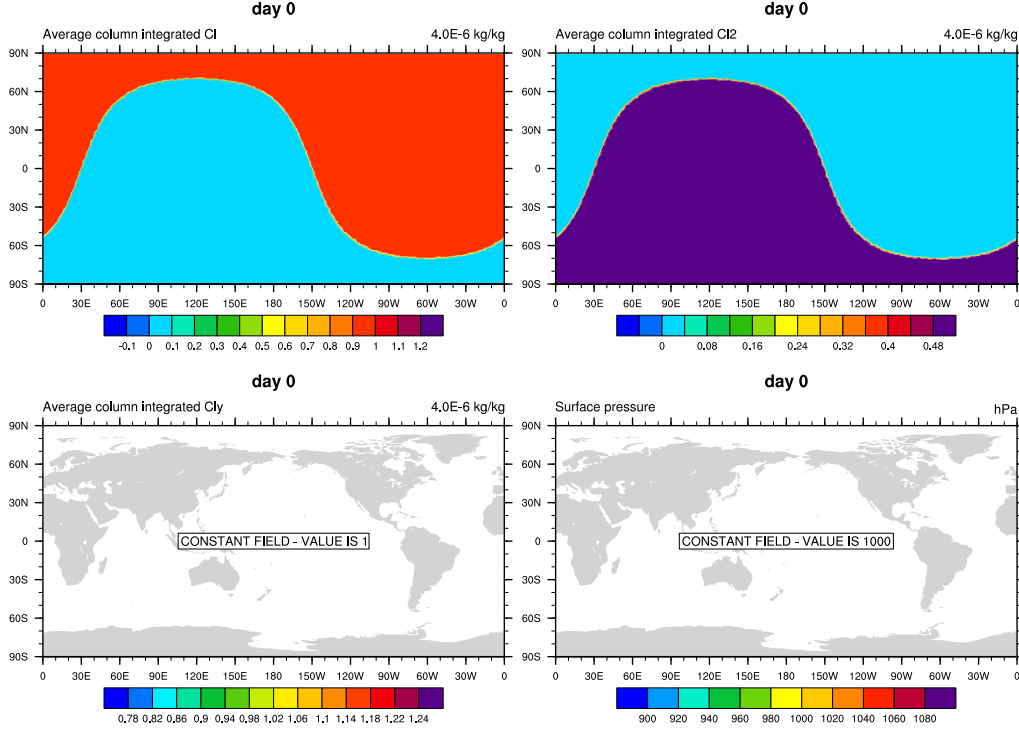 day 0
day 0
Average column integrated Cl
4.0E-6 kg/kg
Average column integrated Cl2
4.0E-6 kg/kg
90N
60N
30N
0
30S
60S
90S
0 30E 60E 90E 120E 150E 180 150W 120W 90W 60W 30W 0
-0.1 0 0.1 0.2 0.3 0.4 0.5 0.6 0.7 0.8 0.9 1 1.1 1.2
90N
60N
30N
0
30S
60S
90S
0 30E 60E 90E 120E 150E 180 150W 120W 90W 60W 30W 0
0 0.08 0.16 0.24 0.32 0.4 0.48
day 0
day 0
Average column integrated Cly
4.0E-6 kg/kg
Surface pressure
hPa
90N
60N
30N
0
30S
60S
90S
CONSTANT FIELD - VALUE IS 1
0 30E 60E 90E 120E 150E 180 150W 120W 90W 60W 30W 0
0.78 0.82 0.86 0.9 0.94 0.98 1.02 1.06 1.1 1.14 1.18 1.22 1.24
90N
60N
30N
0
30S
60S
90S
CONSTANT FIELD - VALUE IS 1000
0 30E 60E 90E 120E 150E 180 150W 120W 90W 60W 30W 0
900 920 940 960 980 1000 1020 1040 1060 1080